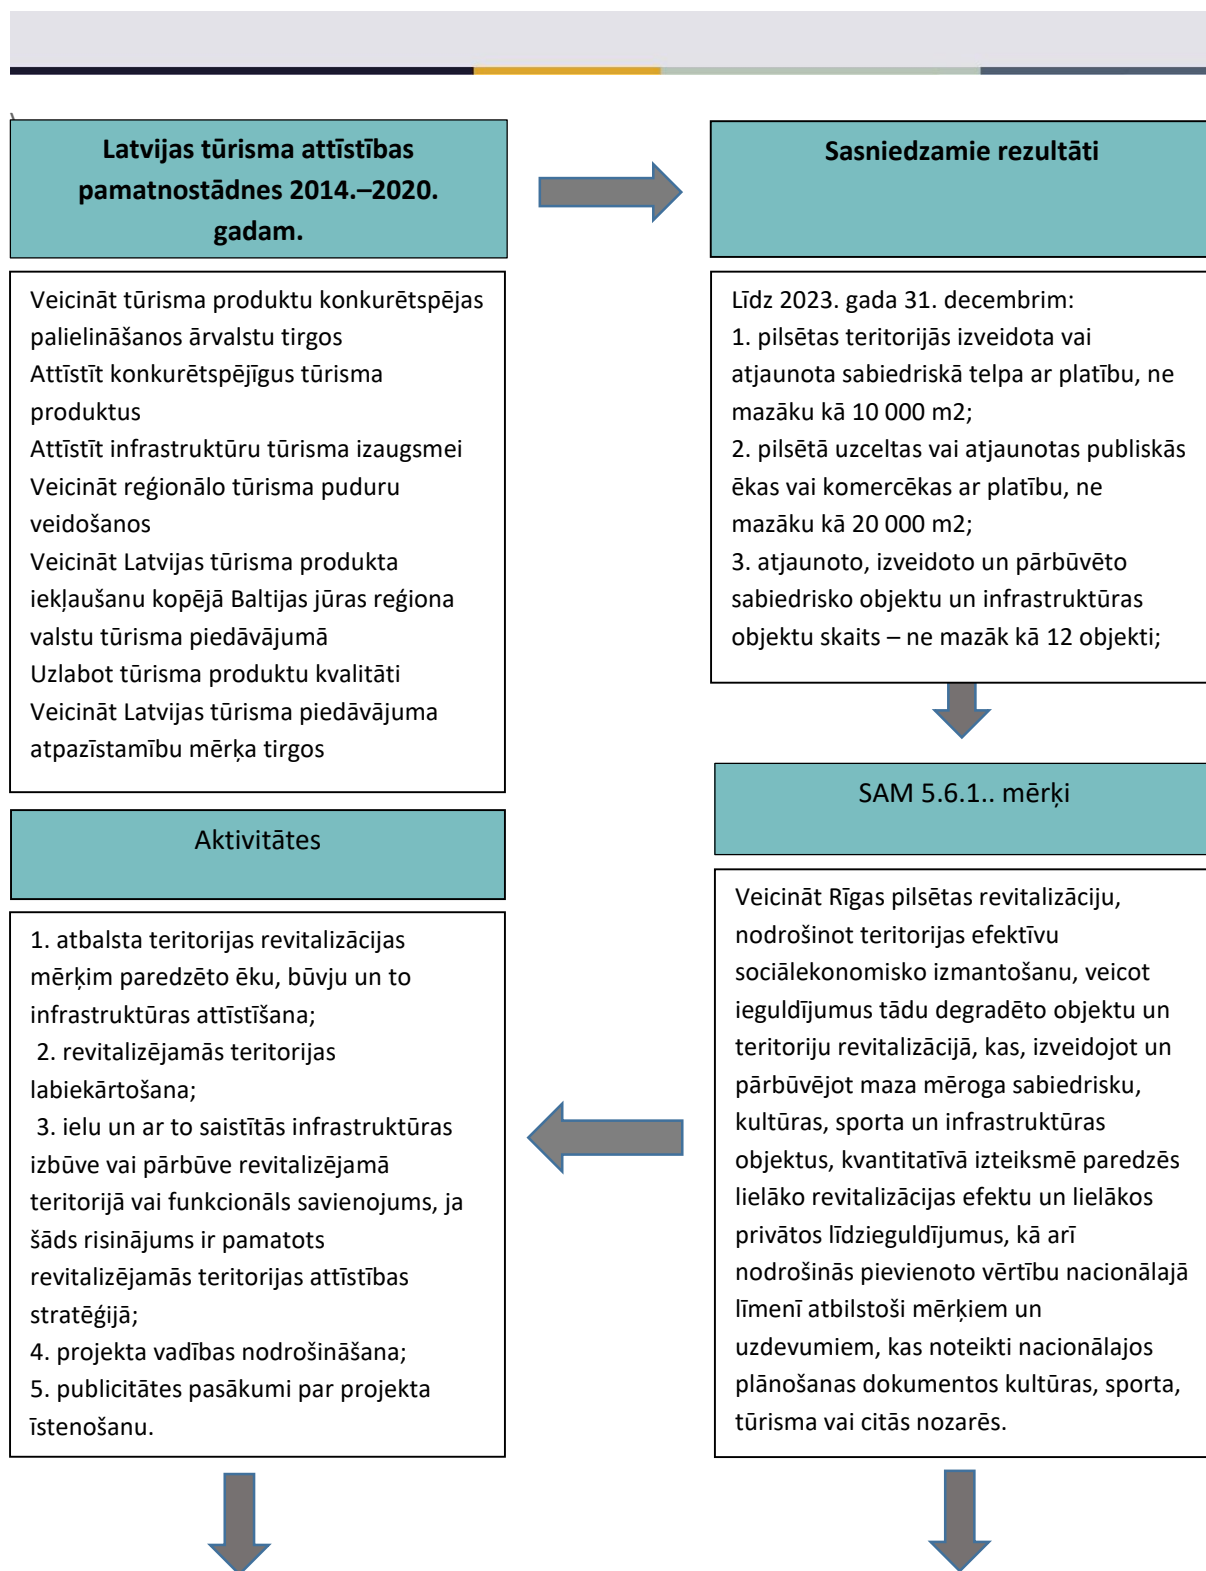 Latvijas tūrisma attīstības
pamatnostādnes 2014.–2020.
gadam.
Veicināt tūrisma produktu konkurētspējas
palielināšanos ārvalstu tirgos
Attīstīt konkurētspējīgus tūrisma
produktus
Attīstīt infrastruktūru tūrisma izaugsmei
Veicināt reģionālo tūrisma puduru
veidošanos
Veicināt Latvijas tūrisma produkta
iekļaušanu kopējā Baltijas jūras reģiona
valstu tūrisma piedāvājumā
Uzlabot tūrisma produktu kvalitāti
Veicināt Latvijas tūrisma piedāvājuma
atpazīstamību mērķa tirgos
Sasniedzamie rezultāti
Līdz 2023. gada 31. decembrim:
1. pilsētas teritorijās izveidota vai
atjaunota sabiedriskā telpa ar platību, ne
mazāku kā 10 000 m2;
2. pilsētā uzceltas vai atjaunotas publiskās
ēkas vai komercēkas ar platību, ne
mazāku kā 20 000 m2;
3. atjaunoto, izveidoto un pārbūvēto
sabiedrisko objektu un infrastruktūras
objektu skaits – ne mazāk kā 12 objekti;
SAM 5.6.1.. mērķi
Veicināt Rīgas pilsētas revitalizāciju,
nodrošinot teritorijas efektīvu
sociālekonomisko izmantošanu, veicot
ieguldījumus tādu degradēto objektu un
teritoriju revitalizācijā, kas, izveidojot un
pārbūvējot maza mēroga sabiedrisku,
kultūras, sporta un infrastruktūras
objektus, kvantitatīvā izteiksmē paredzēs
lielāko revitalizācijas efektu un lielākos
privātos līdzieguldījumus, kā arī
nodrošinās pievienoto vērtību nacionālajā
līmenī atbilstoši mērķiem un
uzdevumiem, kas noteikti nacionālajos
plānošanas dokumentos kultūras, sporta,
tūrisma vai citās nozarēs.
Aktivitātes
1. atbalsta teritorijas revitalizācijas
mērķim paredzēto ēku, būvju un to
infrastruktūras attīstīšana;
2. revitalizējamās teritorijas
labiekārtošana;
3. ielu un ar to saistītās infrastruktūras
izbūve vai pārbūve revitalizējamā
teritorijā vai funkcionāls savienojums, ja
šāds risinājums ir pamatots
revitalizējamās teritorijas attīstības
stratēģijā;
4. projekta vadības nodrošināšana;
5. publicitātes pasākumi par projekta
īstenošanu.